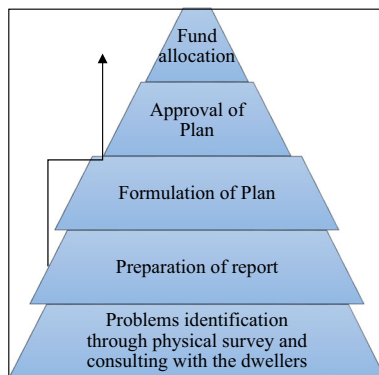 Fund
allocation
Approval of
Plan
Formulation of Plan
Preparation of report
Problems identification
through physical survey and
consulting with the dwellers